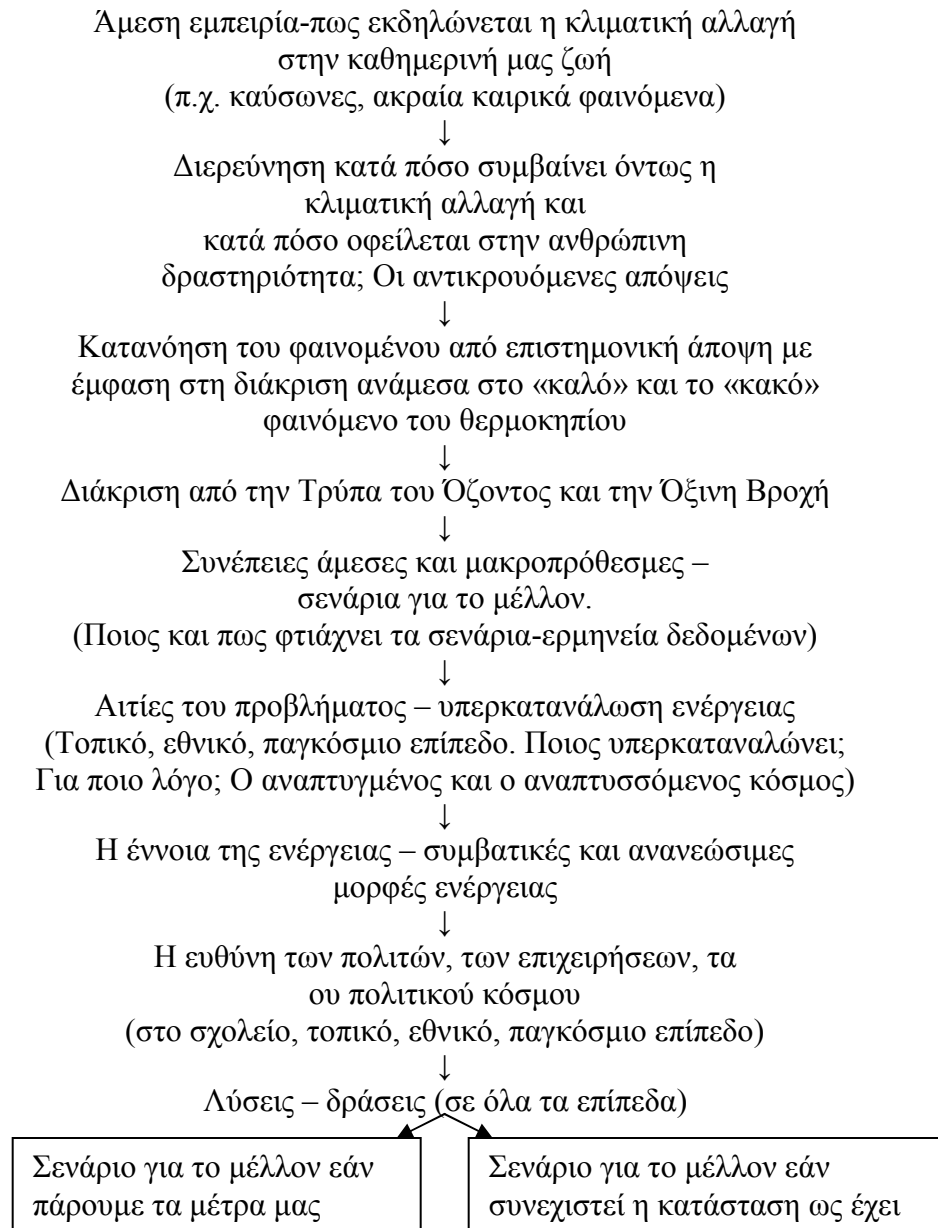 Άμεση εμπειρία-πως εκδηλώνεται η κλιματική αλλαγή
στην καθημερινή μας ζωή
(π.χ. καύσωνες, ακραία καιρικά φαινόμενα)
↓
Διερεύνηση κατά πόσο συμβαίνει όντως η
κλιματική αλλαγή και
κατά πόσο οφείλεται στην ανθρώπινη
δραστηριότητα; Οι αντικρουόμενες απόψεις
↓
Κατανόηση του φαινομένου από επιστημονική άποψη με
έμφαση στη διάκριση ανάμεσα στο «καλό» και το «κακό»
φαινόμενο του θερμοκηπίου
↓
Διάκριση από την Τρύπα του Όζοντος και την Όξινη Βροχή
↓
Συνέπειες άμεσες και μακροπρόθεσμες –
σενάρια για το μέλλον.
(Ποιος και πως φτιάχνει τα σενάρια-ερμηνεία δεδομένων)
↓
Αιτίες του προβλήματος – υπερκατανάλωση ενέργειας
(Τοπικό, εθνικό, παγκόσμιο επίπεδο. Ποιος υπερκαταναλώνει;
Για ποιο λόγο; Ο αναπτυγμένος και ο αναπτυσσόμενος κόσμος)
↓
Η έννοια της ενέργειας – συμβατικές και ανανεώσιμες
μορφές ενέργειας
↓
Η ευθύνη των πολιτών, των επιχειρήσεων, τα
ου πολιτικού κόσμου
(στο σχολείο, τοπικό, εθνικό, παγκόσμιο επίπεδο)
↓
Λύσεις – δράσεις (σε όλα τα επίπεδα)
Σενάριο για το μέλλον εάν
πάρουμε τα μέτρα μας
Σενάριο για το μέλλον εάν
συνεχιστεί η κατάσταση ως έχει